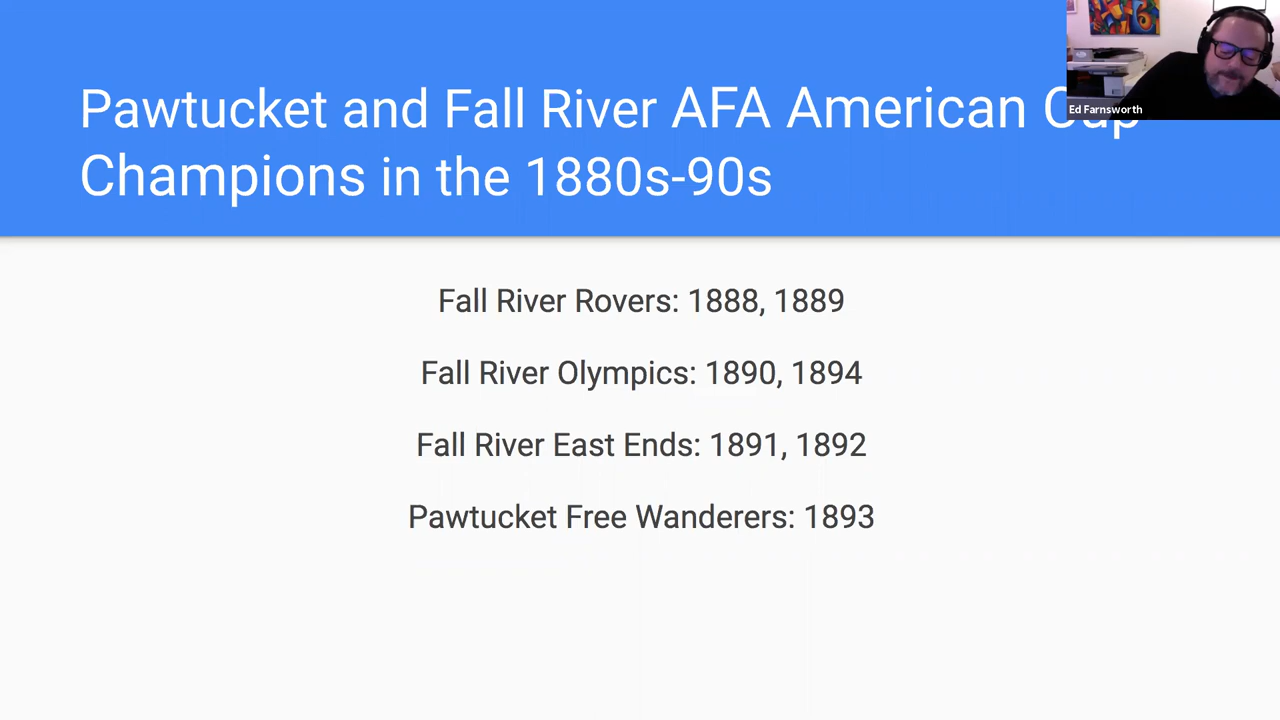 Pawtucket and Fall River AFA American Cup
Champions in the 1880s-90s
Ed Farnsworth
Fall River Rovers: 1888, 1889
Fall River Olympics: 1890, 1894
Fall River East Ends: 1891, 1892
Pawtucket Free Wanderers: 1893